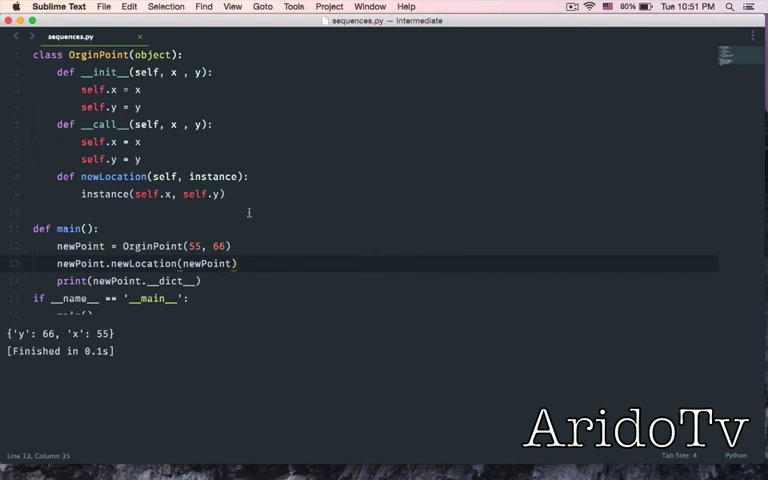 Sublime Text File Edit Selection Find View Goto Tools Project Window Help 80% Tue 10:51 PM
sequences.py — Intermediate
sequences.py ×
1 class OrginPoint(object):
2 def __init__(self, x , y):
3 self.x = x
4 self.y = y
5 def __call__(self, x , y):
6 self.x = x
7 self.y = y
8 def newLocation(self, instance):
9 instance(self.x, self.y)
10
11 def main():
12 newPoint = OrginPoint(55, 66)
13 newPoint.newLocation(newPoint)
14 print(newPoint.__dict__)
15 if __name__ == '__main__':
main()
{'y': 66, 'x': 55}
[Finished in 0.1s]
AridoTv
Line 13, Column 35 Tab Size: 4 Python